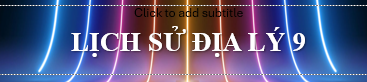 Click to add subtitle
LỊCH SỬ ĐỊA LÝ 9